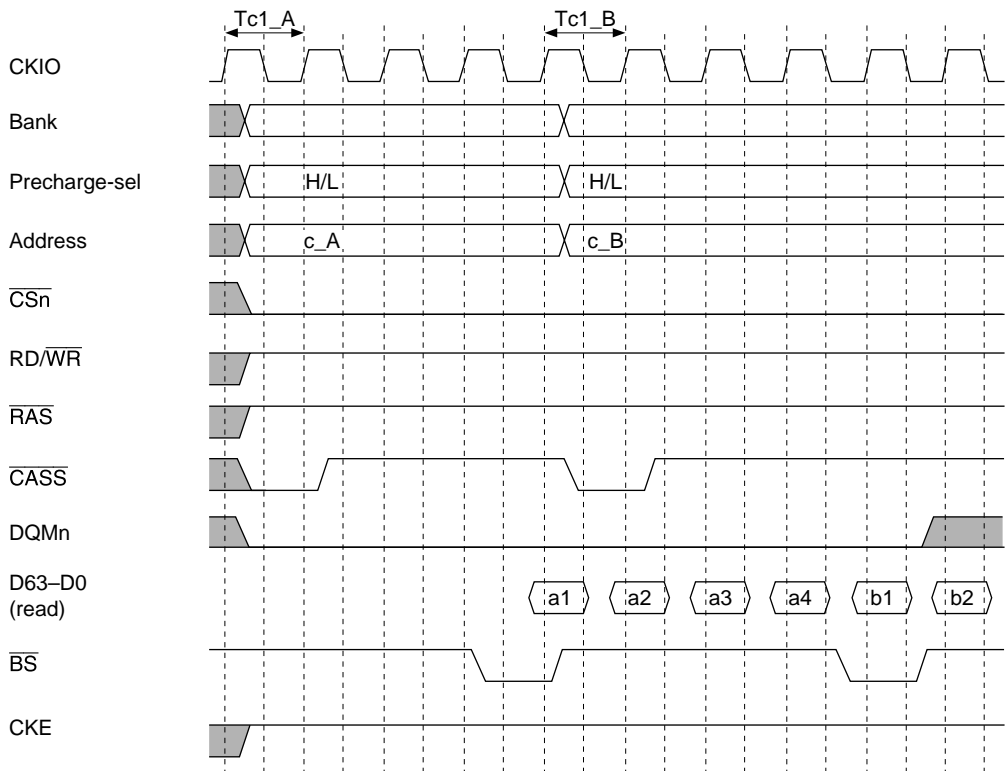 Tc1_A Tc1_B
CKIO
Bank
Precharge-sel H/L H/L
Address c_A c_B
CSn
RD/WR
RAS
CASS
DQMn
D63–D0
(read) a1 a2 a3 a4 b1 b2
BS
CKE